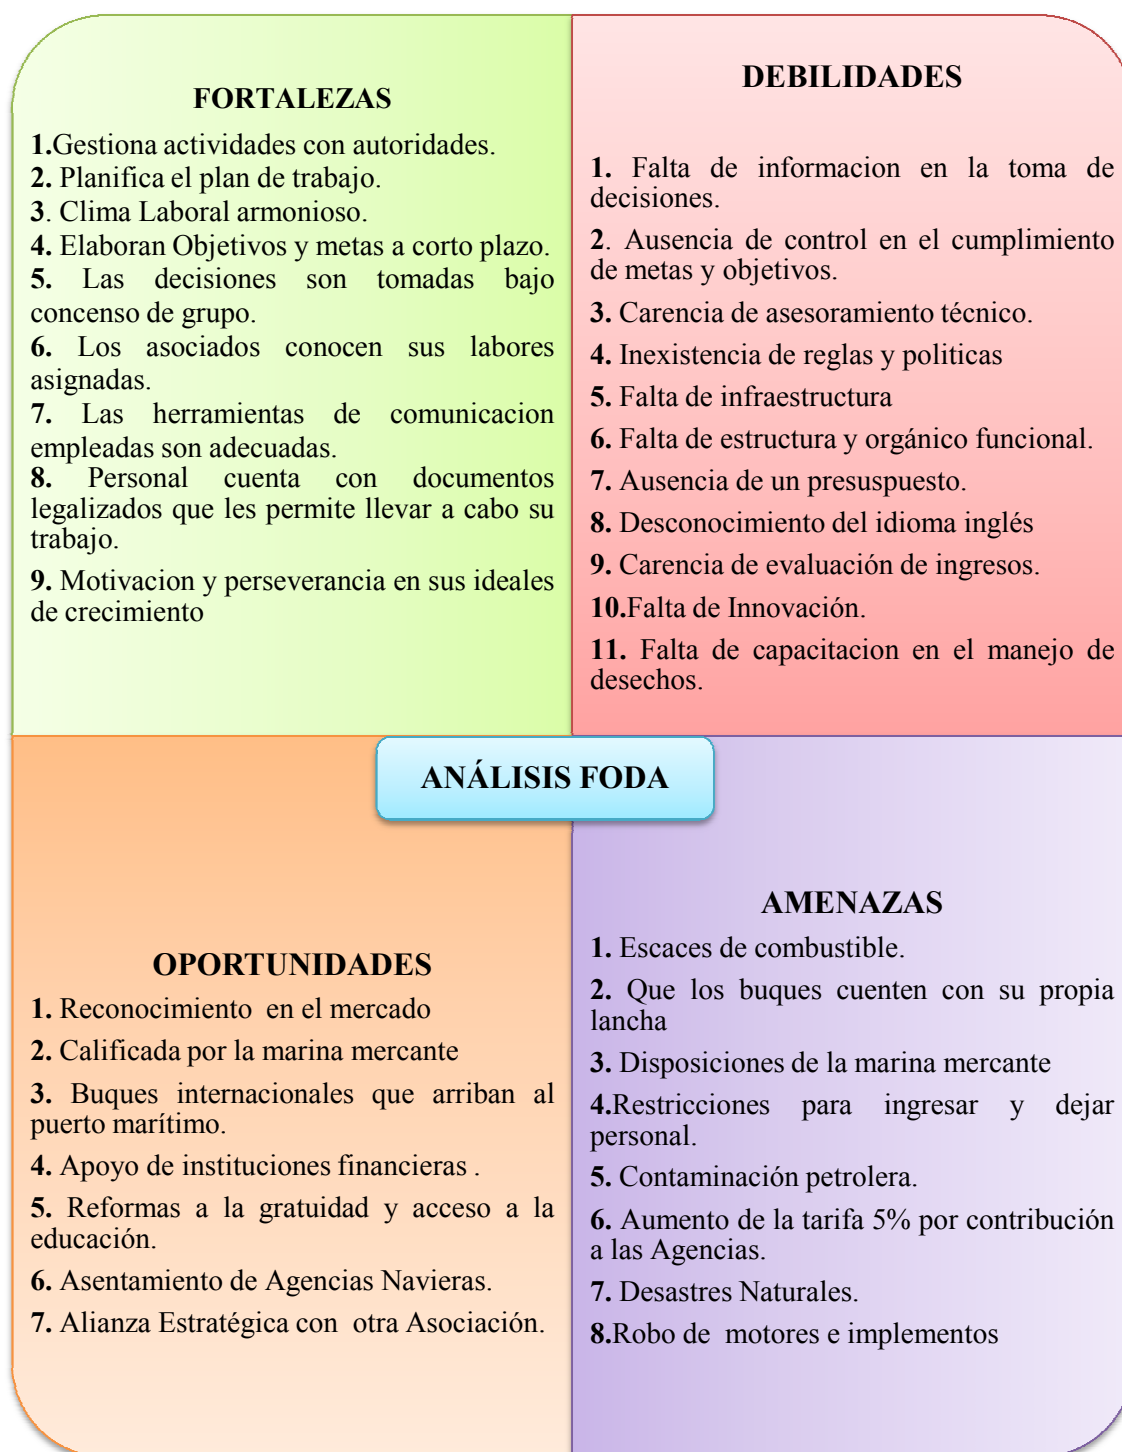 FORTALEZAS
1.Gestiona actividades con autoridades.
2. Planifica el plan de trabajo.
3. Clima Laboral armonioso.
4. Elaboran Objetivos y metas a corto plazo.
5. Las decisiones son tomadas bajo
concenso de grupo.
6. Los asociados conocen sus labores
asignadas.
7. Las herramientas de comunicacion
empleadas son adecuadas.
8. Personal cuenta con documentos
legalizados que les permite llevar a cabo su
trabajo.
9. Motivacion y perseverancia en sus ideales
de crecimiento
DEBILIDADES
1. Falta de informacion en la toma de
decisiones.
2. Ausencia de control en el cumplimiento
de metas y objetivos.
3. Carencia de asesoramiento técnico.
4. Inexistencia de reglas y politicas
5. Falta de infraestructura
6. Falta de estructura y orgánico funcional.
7. Ausencia de un presuspuesto.
8. Desconocimiento del idioma inglés
9. Carencia de evaluación de ingresos.
10.Falta de Innovación.
11. Falta de capacitacion en el manejo de
desechos.
ANÁLISIS FODA
OPORTUNIDADES
1. Reconocimiento en el mercado
2. Calificada por la marina mercante
3. Buques internacionales que arriban al
puerto marítimo.
4. Apoyo de instituciones financieras .
5. Reformas a la gratuidad y acceso a la
educación.
6. Asentamiento de Agencias Navieras.
7. Alianza Estratégica con otra Asociación.
AMENAZAS
1. Escaces de combustible.
2. Que los buques cuenten con su propia
lancha
3. Disposiciones de la marina mercante
4.Restricciones para ingresar y dejar
personal.
5. Contaminación petrolera.
6. Aumento de la tarifa 5% por contribución
a las Agencias.
7. Desastres Naturales.
8.Robo de motores e implementos